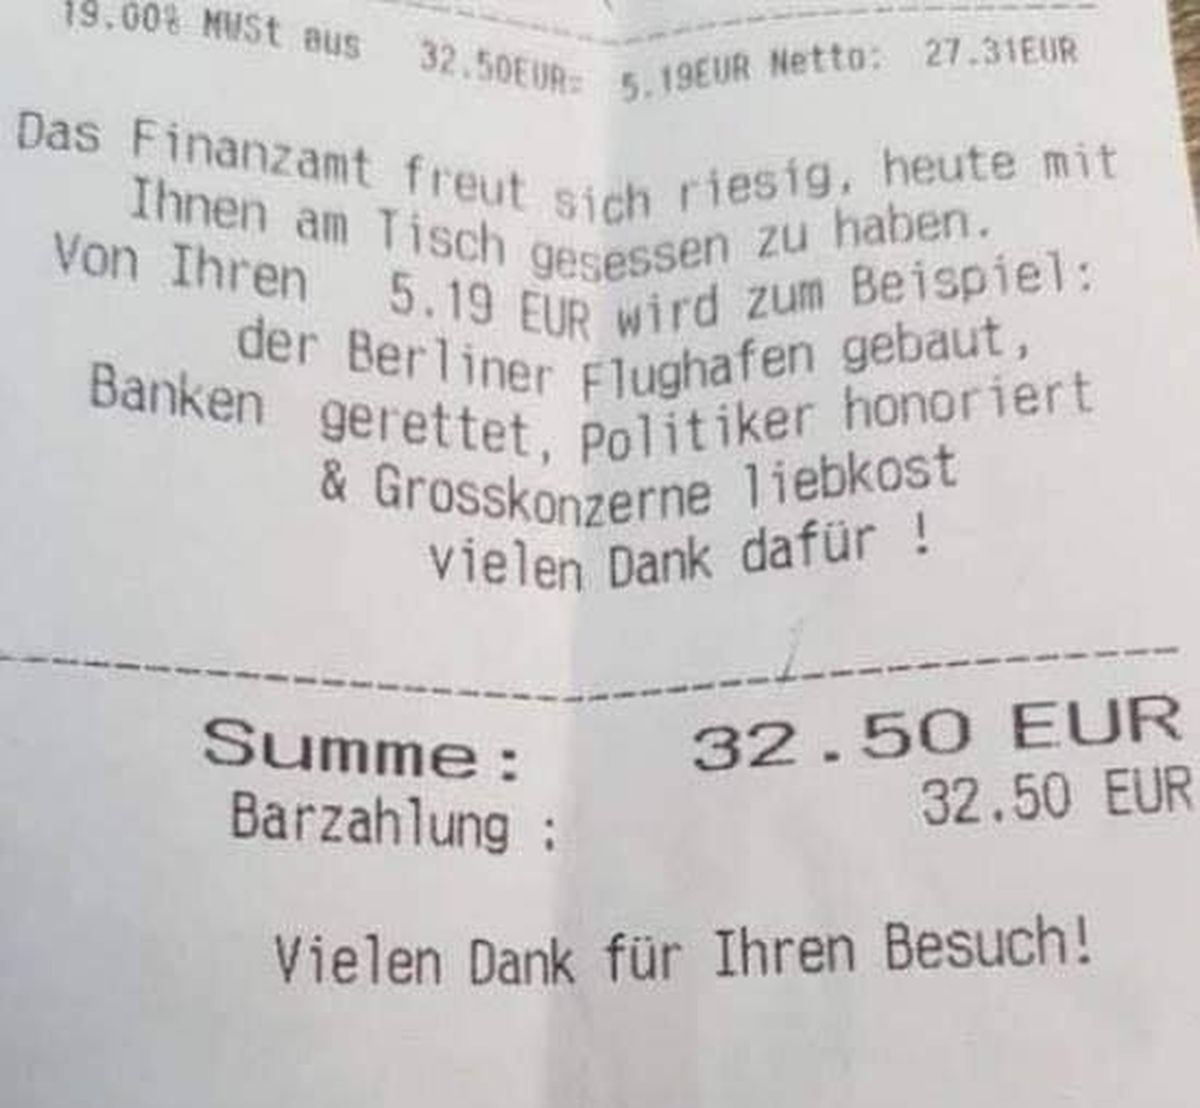 19.00% MWSt aus 32.50EUR= 5.19EUR Netto: 27.31EUR
Das Finanzamt freut sich riesig, heute mit
Ihnen am Tisch gesessen zu haben.
Von Ihren 5.19 EUR wird zum Beispiel:
der Berliner Flughafen gebaut,
Banken gerettet, Politiker honoriert
& Grosskonzerne liebkost
vielen Dank dafür !
Summe: 32.50 EUR
Barzahlung : 32.50 EUR
Vielen Dank für Ihren Besuch!